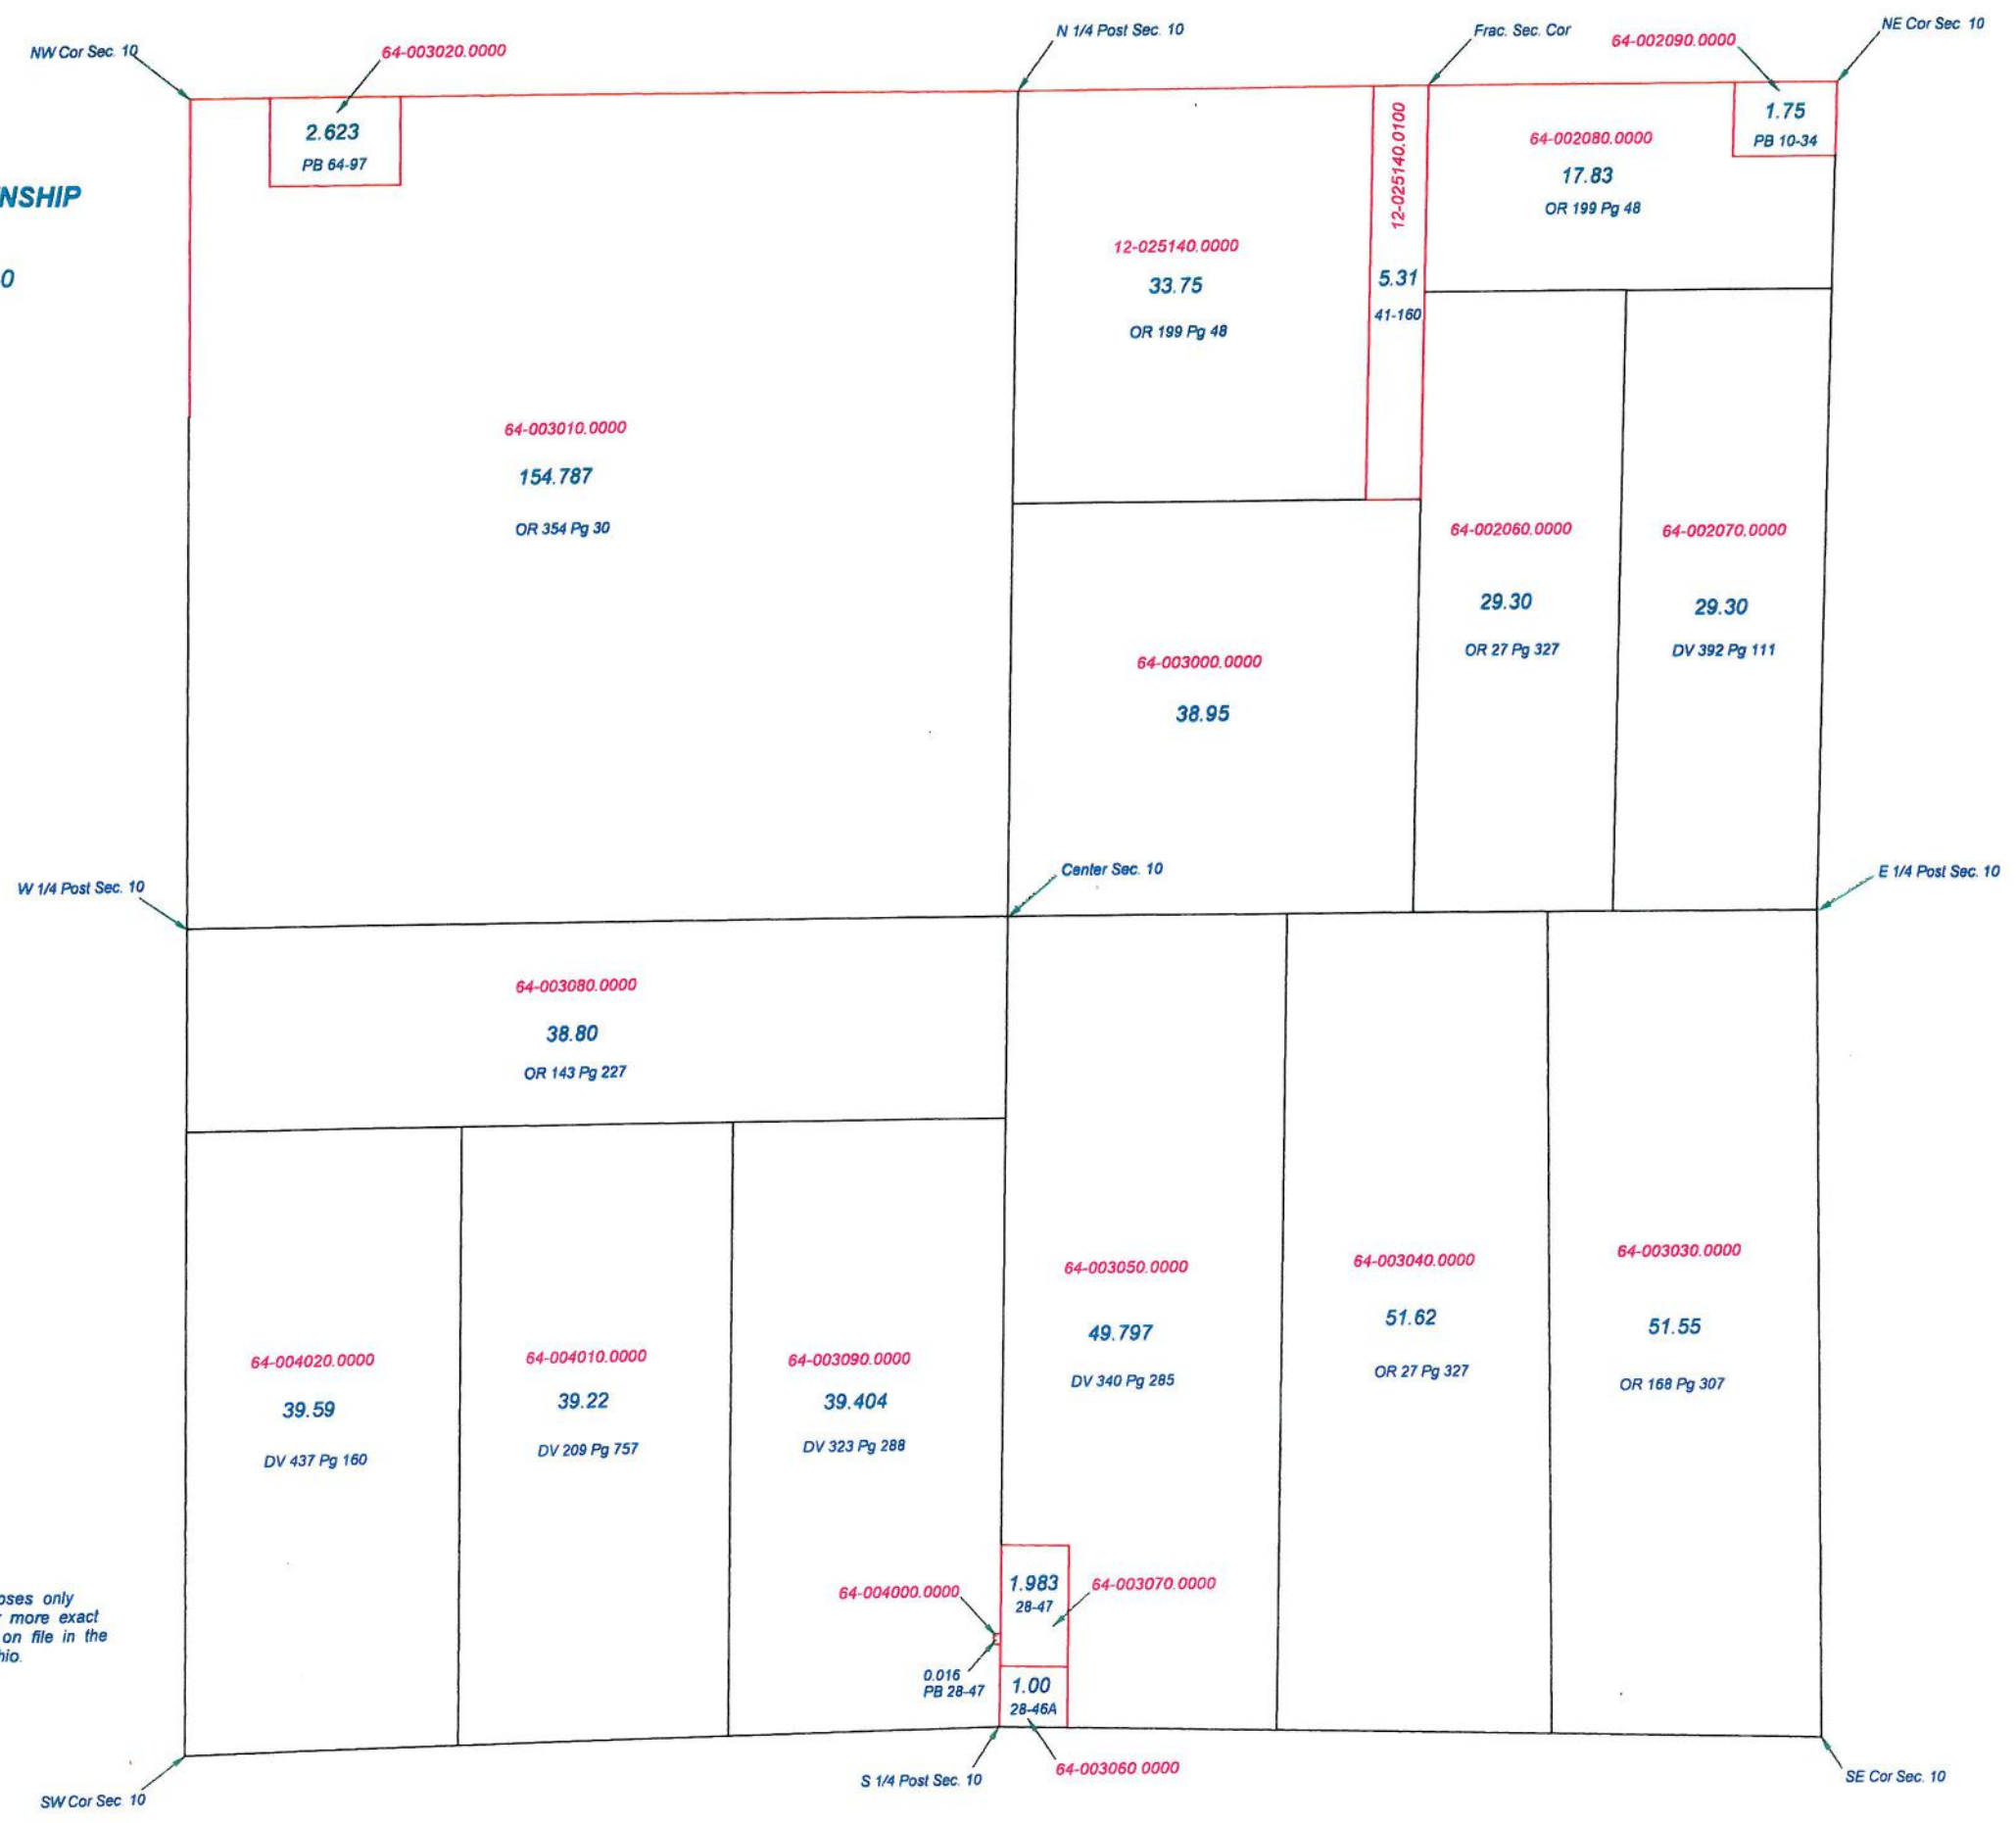 NW Cor Sec. 10
64-003020.0000
N 1/4 Post Sec. 10
Frac. Sec. Cor
64-002090.0000
NE Cor Sec 10
2.623
PB 64-97
1.75
PB 10-34
12-025140.0100
64-002080.0000
17.83
OR 199 Pg 48
NSHIP
0
12-025140.0000
33.75
OR 199 Pg 48
5.31
41-160
64-003010.0000
154.787
OR 354 Pg 30
64-002060.0000
29.30
OR 27 Pg 327
64-002070.0000
29.30
DV 392 Pg 111
64-003000.0000
38.95
W 1/4 Post Sec. 10
Center Sec. 10
E 1/4 Post Sec. 10
64-003080.0000
38.80
OR 143 Pg 227
64-003050.0000
49.797
DV 340 Pg 285
64-003040.0000
51.62
OR 27 Pg 327
64-003030.0000
51.55
OR 168 Pg 307
64-004020.0000
39.59
DV 437 Pg 160
64-004010.0000
39.22
DV 209 Pg 757
64-003090.0000
39.404
DV 323 Pg 288
oses only
more exact
on file in the
hio.
64-004000.0000
1.983
28-47
64-003070.0000
0.016
PB 28-47
1.00
28-46A
64-003060 0000
S 1/4 Post Sec. 10
SW Cor Sec 10
SE Cor Sec. 10